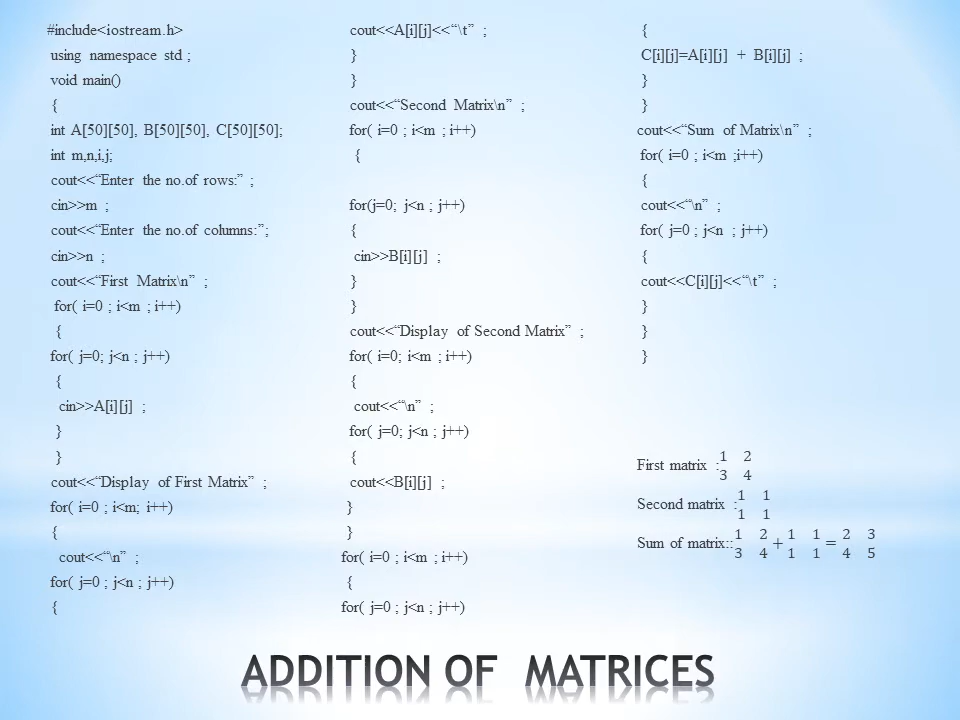 #include<iostream.h>
using namespace std ;
void main()
{
int A[50][50], B[50][50], C[50][50];
int m,n,i,j;
cout<<“Enter the no.of rows:” ;
cin>>m ;
cout<<“Enter the no.of columns:”;
cin>>n ;
cout<<“First Matrix\n” ;
for( i=0 ; i<m ; i++)
{
for( j=0; j<n ; j++)
{
cin>>A[i][j] ;
}
}
cout<<“Display of First Matrix” ;
for( i=0 ; i<m; i++)
{
cout<<“\n” ;
for( j=0 ; j<n ; j++)
{
cout<<A[i][j]<<“\t” ;
}
}
cout<<“Second Matrix\n” ;
for( i=0 ; i<m ; i++)
{
for(j=0; j<n ; j++)
{
cin>>B[i][j] ;
}
}
cout<<“Display of Second Matrix” ;
for( i=0; i<m ; i++)
{
cout<<“\n” ;
for( j=0; j<n ; j++)
{
cout<<B[i][j] ;
}
}
for( i=0 ; i<m ; i++)
{
for( j=0 ; j<n ; j++)
{
C[i][j]=A[i][j] + B[i][j] ;
}
}
cout<<“Sum of Matrix\n” ;
for( i=0 ; i<m ;i++)
{
cout<<“\n” ;
for( j=0 ; j<n ; j++)
{
cout<<C[i][j]<<“\t” ;
}
}
}
First matrix :1 2
3 4
Second matrix :1 1
1 1
Sum of matrix::1 2 + 1 1 = 2 3
3 4 1 1 4 5
ADDITION OF MATRICES